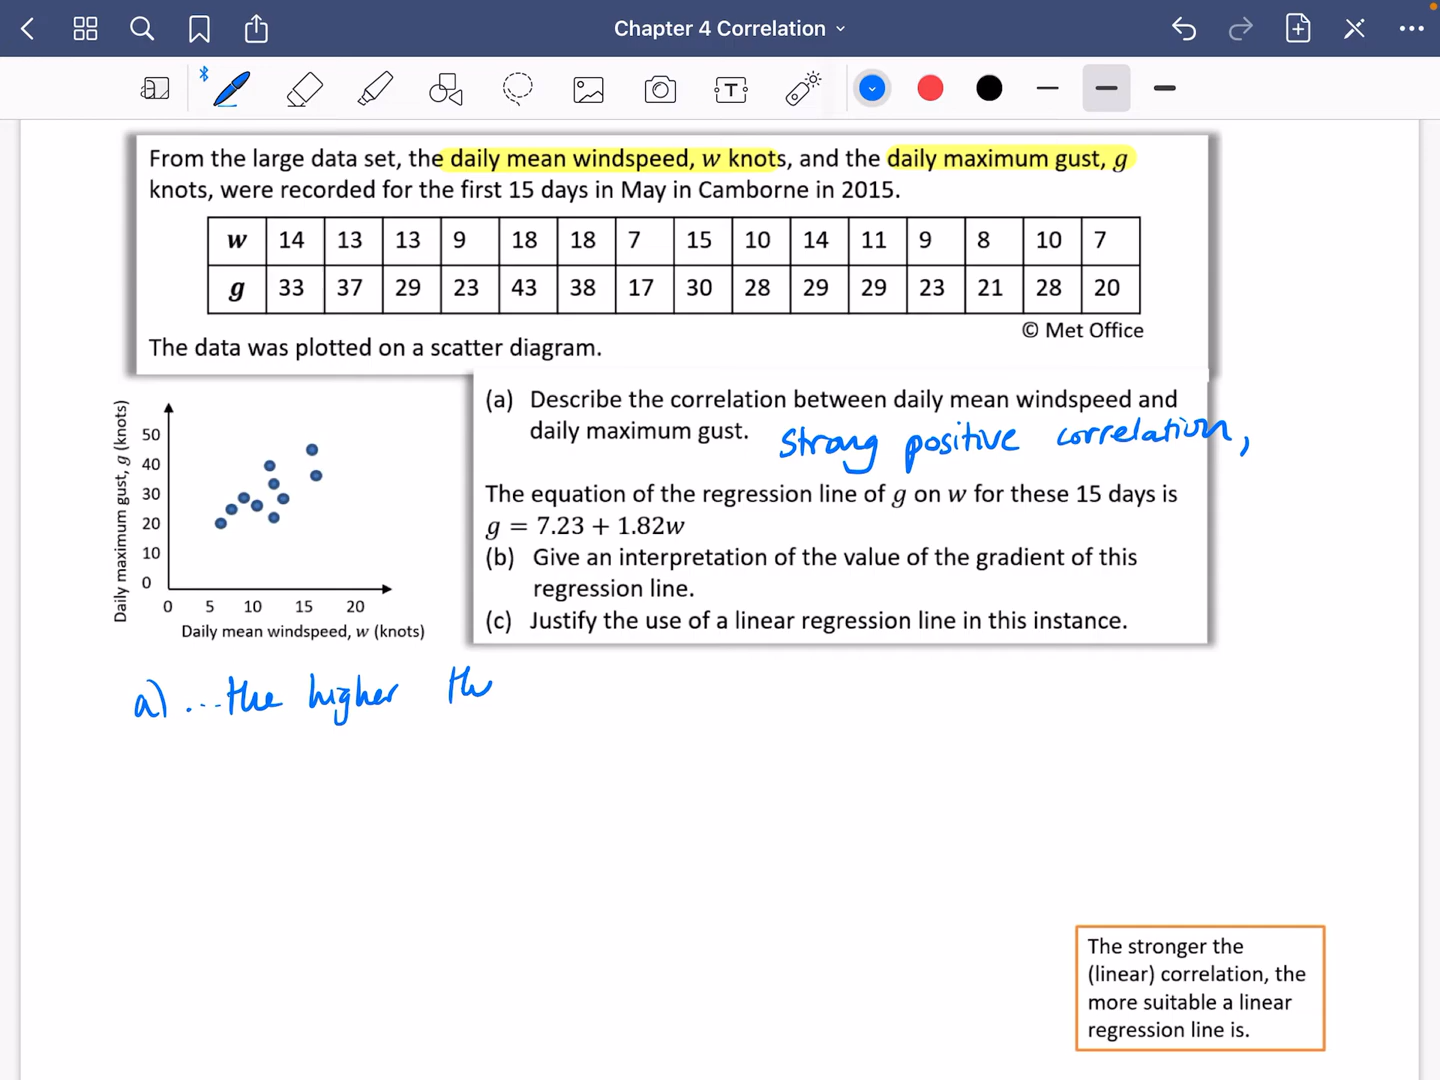 Chapter 4 Correlation
From the large data set, the daily mean windspeed, w knots, and the daily maximum gust, g
knots, were recorded for the first 15 days in May in Camborne in 2015.
w 14 13 13 9 18 18 7 15 10 14 11 9 8 10 7
g 33 37 29 23 43 38 17 30 28 29 29 23 21 28 20
© Met Office
The data was plotted on a scatter diagram.
Daily maximum gust, g (knots)
50
40
30
20
10
0
0 5 10 15 20
Daily mean windspeed, w (knots)
(a) Describe the correlation between daily mean windspeed and
daily maximum gust. Strong positive correlation,
The equation of the regression line of g on w for these 15 days is
g = 7.23 + 1.82w
(b) Give an interpretation of the value of the gradient of this
regression line.
(c) Justify the use of a linear regression line in this instance.
a) ...the higher the
The stronger the
(linear) correlation, the
more suitable a linear
regression line is.